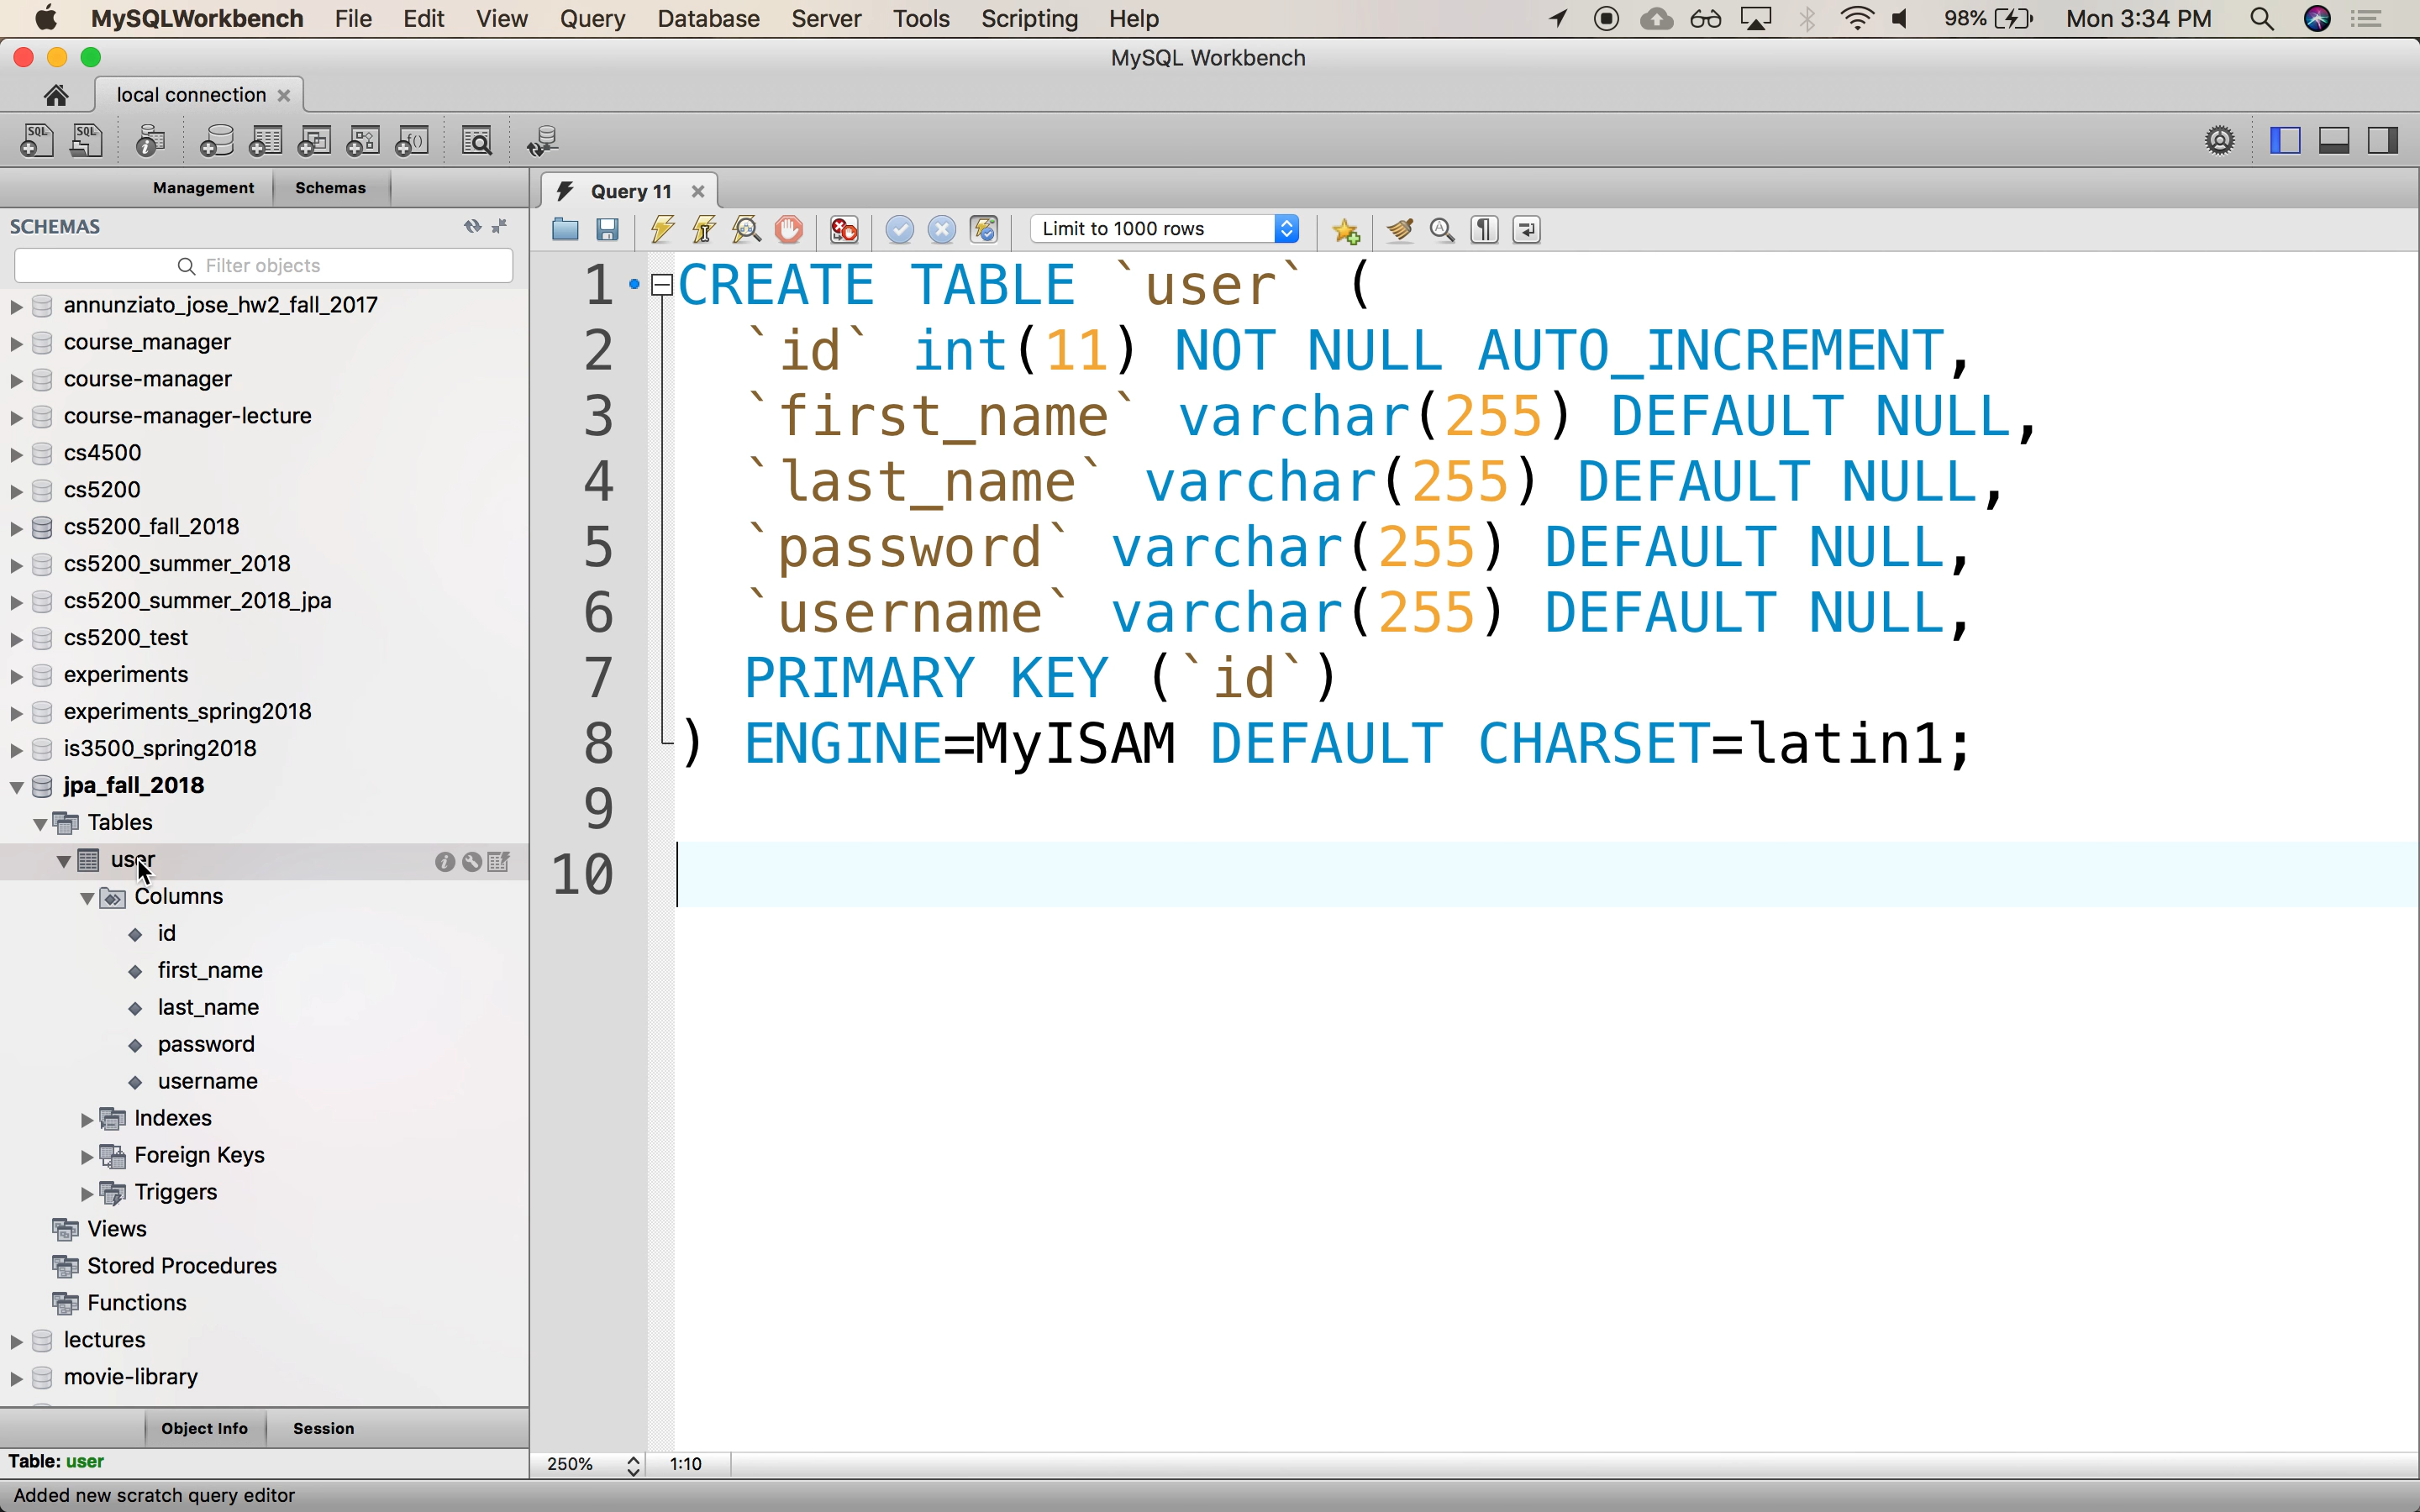 MySQLWorkbench File Edit View Query Database Server Tools Scripting Help 98% Mon 3:34 PM
MySQL Workbench
local connection
SQL SQL
Management Schemas
Query 11
SCHEMAS
Limit to 1000 rows
Filter objects
annunziato_jose_hw2_fall_2017
course_manager
course-manager
course-manager-lecture
cs4500
cs5200
cs5200_fall_2018
cs5200_summer_2018
cs5200_summer_2018_jpa
cs5200_test
experiments
experiments_spring2018
is3500_spring2018
jpa_fall_2018
Tables
user
Columns
id
first_name
last_name
password
username
Indexes
Foreign Keys
Triggers
Views
Stored Procedures
Functions
lectures
movie-library
Object Info Session
Table: user
1 CREATE TABLE `user` (
2 `id` int(11) NOT NULL AUTO_INCREMENT,
3 `first_name` varchar(255) DEFAULT NULL,
4 `last_name` varchar(255) DEFAULT NULL,
5 `password` varchar(255) DEFAULT NULL,
6 `username` varchar(255) DEFAULT NULL,
7 PRIMARY KEY (`id`)
8 ) ENGINE=MyISAM DEFAULT CHARSET=latin1;
9
10
250% 1:10
Added new scratch query editor